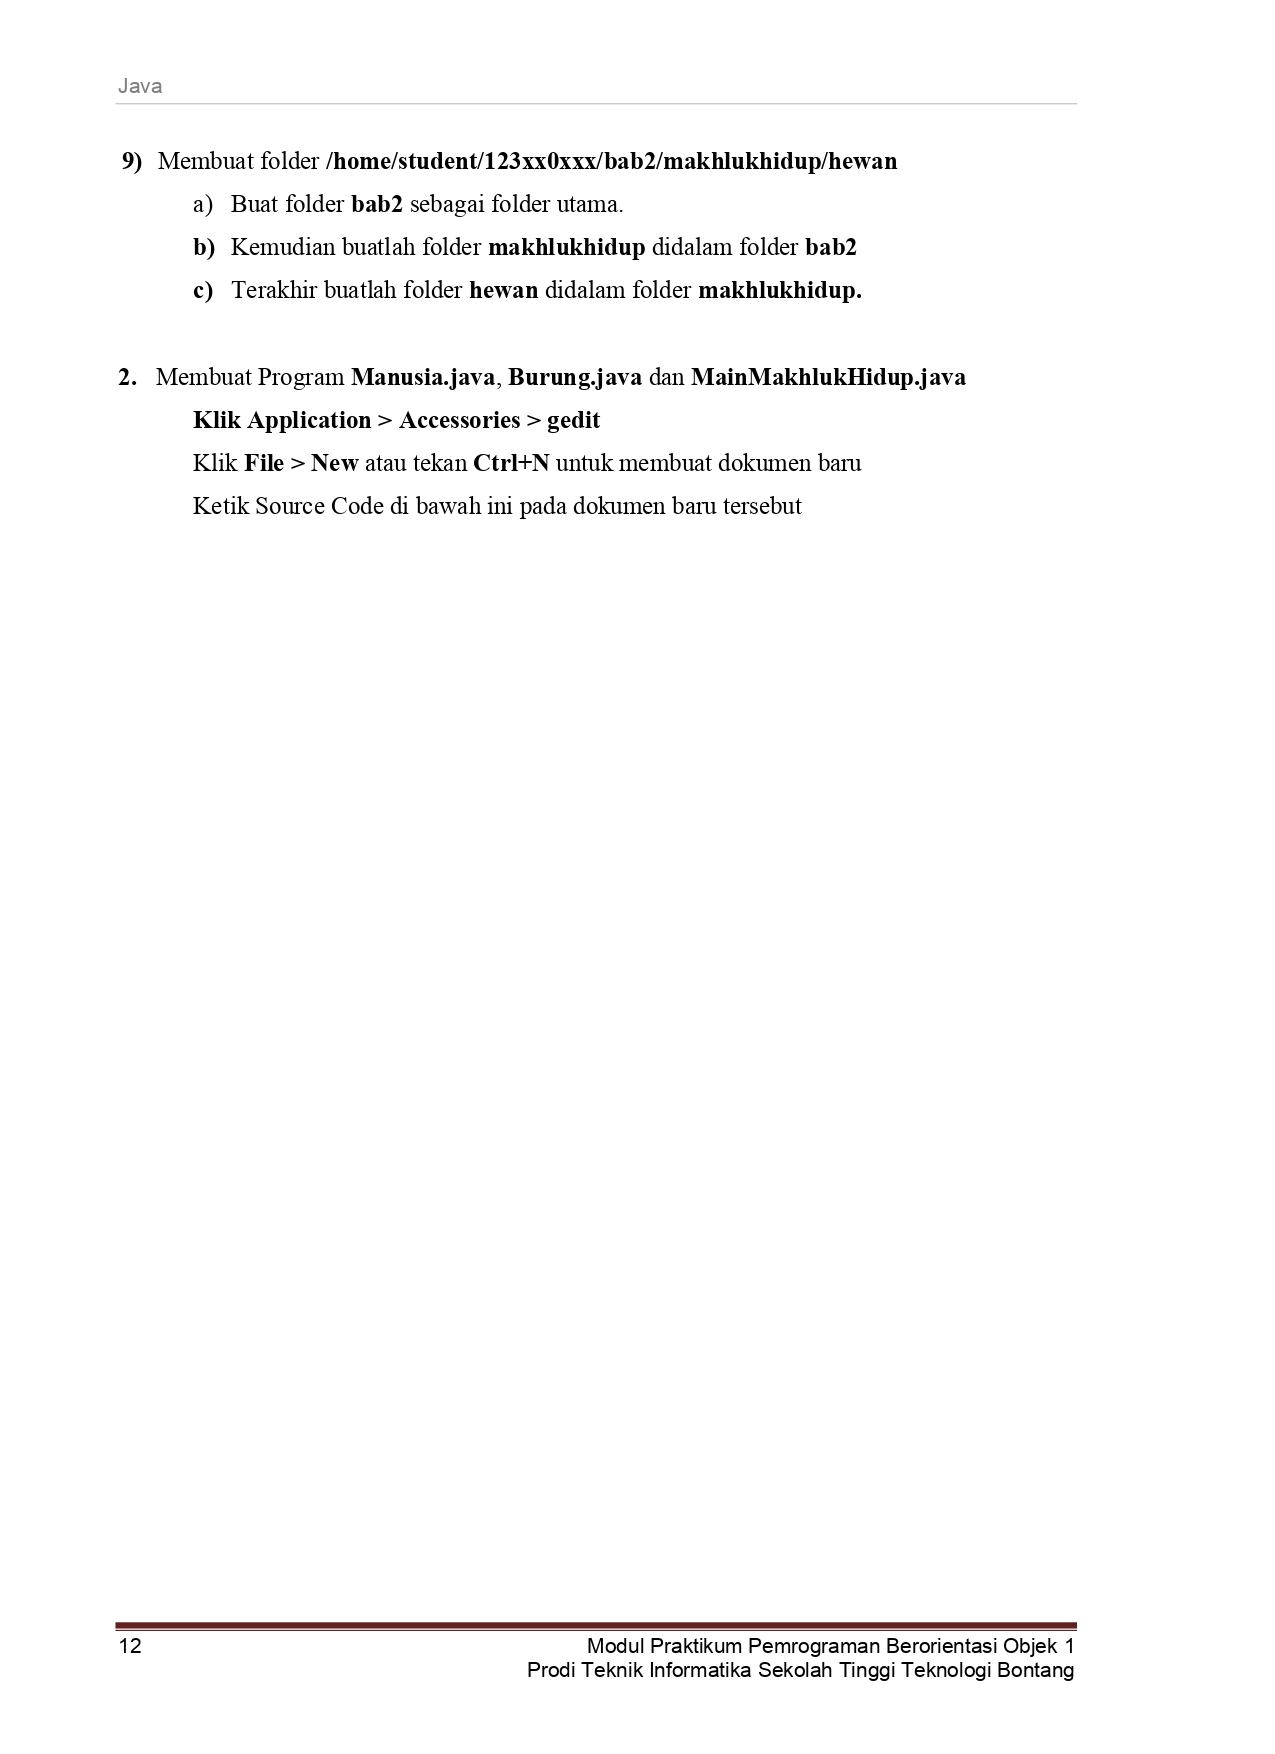 Java
9) Membuat folder /home/student/123xx0xxx/bab2/makhlukhidup/hewan
a) Buat folder bab2 sebagai folder utama.
b) Kemudian buatlah folder makhlukhidup didalam folder bab2
c) Terakhir buatlah folder hewan didalam folder makhlukhidup.
2. Membuat Program Manusia.java, Burung.java dan MainMakhlukHidup.java
Klik Application > Accessories > gedit
Klik File > New atau tekan Ctrl+N untuk membuat dokumen baru
Ketik Source Code di bawah ini pada dokumen baru tersebut
12 Modul Praktikum Pemrograman Berorientasi Objek 1
Prodi Teknik Informatika Sekolah Tinggi Teknologi Bontang